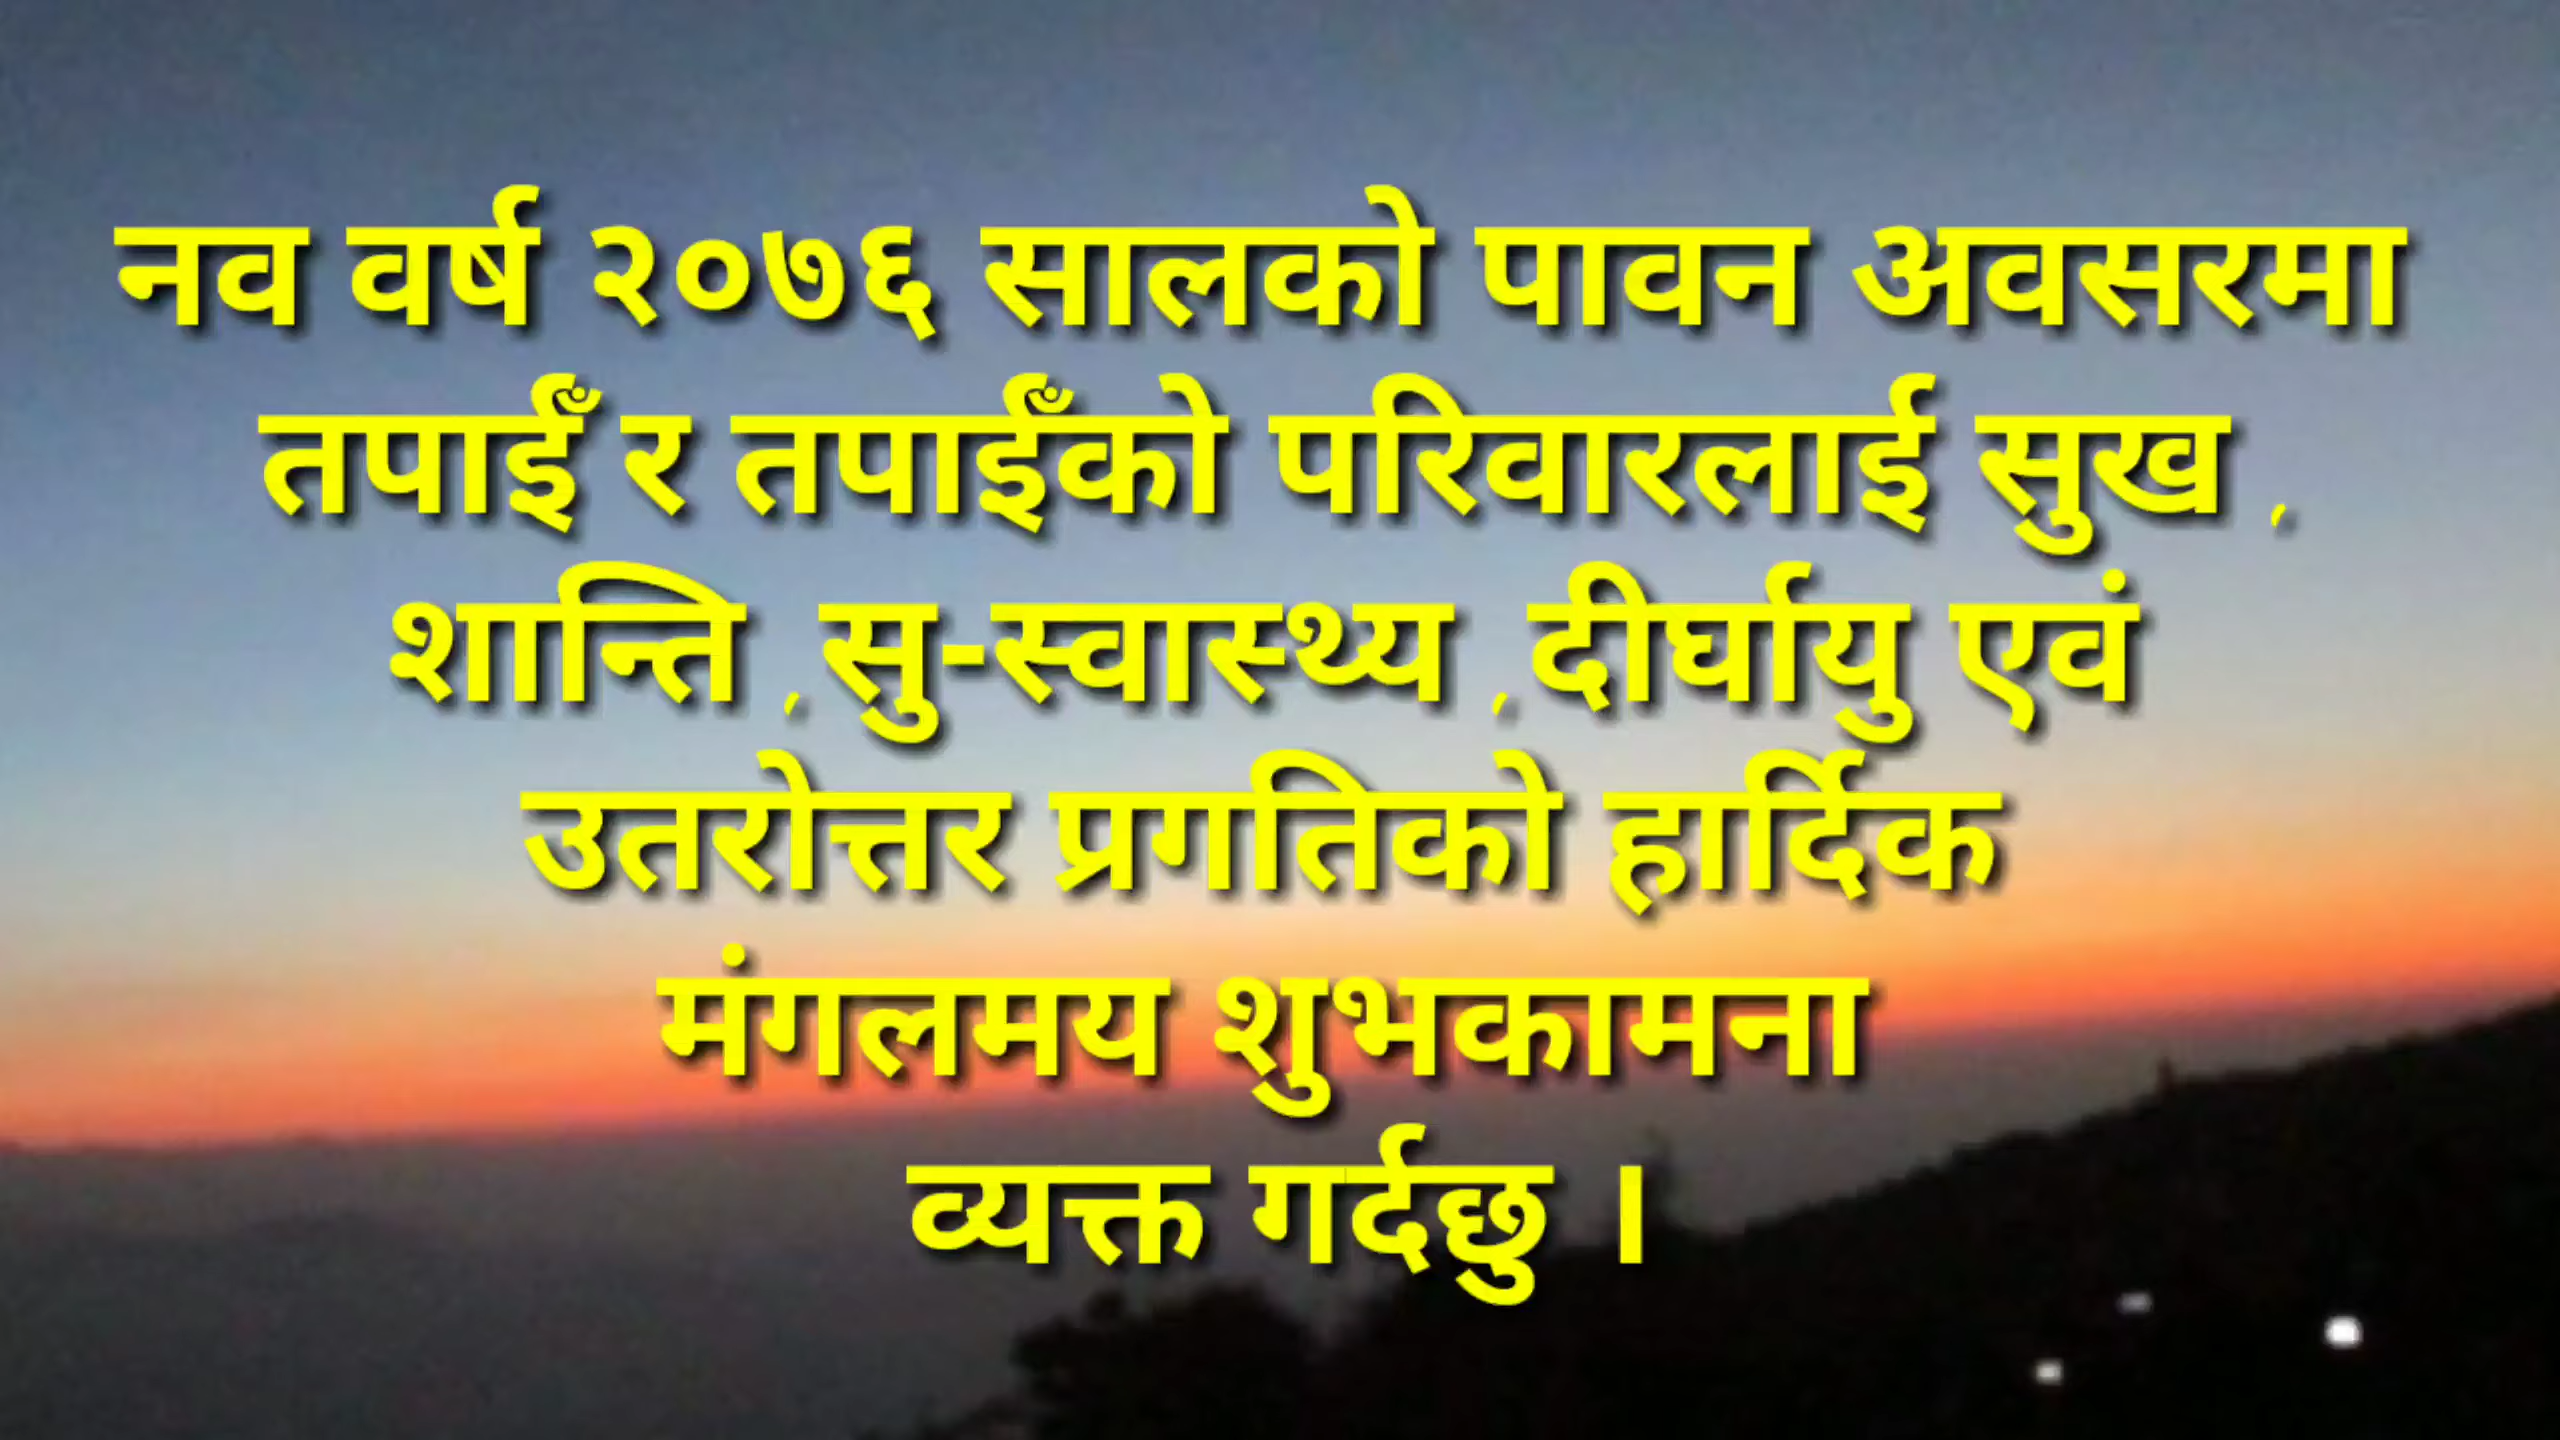 नव वर्ष २०७६ सालको पावन अवसरमा
तपाईँ र तपाईँको परिवारलाई सुख ,
शान्ति , सु-स्वास्थ्य , दीर्घायु एवं
उतरोत्तर प्रगतिको हार्दिक
मंगलमय शुभकामना
व्यक्त गर्दछु ।